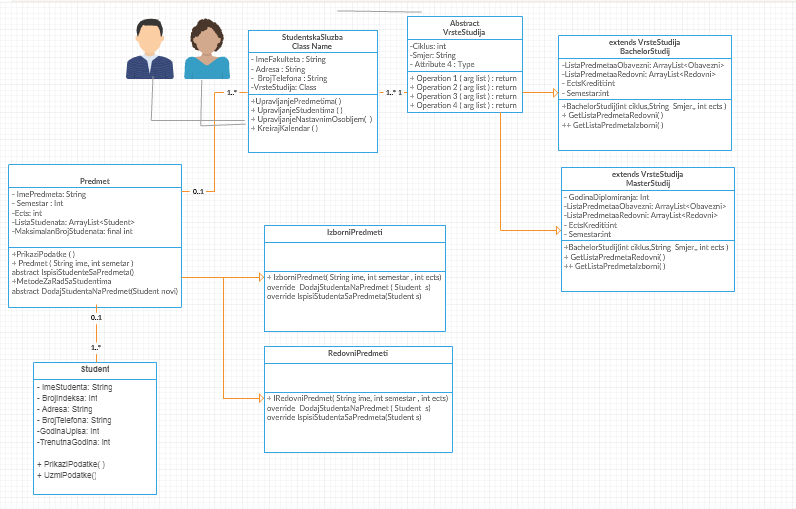 StudentskaSluzba
Class Name
- ImeFakulteta : String
- Adresa : String
- BrojTelefona : String
-VrsteStudija: Class
+UpravljanjePredmetima()
+ UpravljanjeStudentima ( )
+ UpravljanjeNastavnimOsobljem( )
+ KreirajKalendar ( )
Abstract
VrsteStudija
-Ciklus: int
-Smjer: String
- Attribute 4 : Type
+ Operation 1 ( arg list ) : return
+ Operation 2 ( arg list ) : return
+ Operation 3 ( arg list ) : return
+ Operation 4 ( arg list ) : return
extends VrsteStudija
BachelorStudij
-ListaPredmetaaObavezni: ArrayList<Obavezni>
-ListaPredmetaaRedovni: ArrayList<Redovni>
- EctsKrediti:int
- Semestar:int
+BachelorStudij(int ciklus,String Smjer,, int ects )
+ GetListaPredmetaRedovni()
++ GetListaPredmetaIzborni( )
1..*
1..*
1
0..1
extends VrsteStudija
MasterStudij
- GodinaDiplomiranja: Int
-ListaPredmetaaObavezni: ArrayList<Obavezni>
-ListaPredmetaaRedovni: ArrayList<Redovni>
- EctsKrediti:int
- Semestar:int
+BachelorStudij(int ciklus,String Smjer,, int ects )
+ GetListaPredmetaRedovni()
++ GetListaPredmetaIzborni( )
Predmet
- ImePredmeta: String
- Semestar : Int
-Ects: int
-ListaStudenata: ArrayList<Student>
-MaksimalanBrojStudenata: final int
+PrikaziPodatke ( )
+ Predmet ( String ime, int semetar )
abstract IspisiStudenteSaPredmeta()
+MetodeZaRadSaStudentima
abstract DodajStudentaNaPredmet(Student novi)
IzborniPredmeti
+ IzborniPredmet( String ime, int semestar , int ects)
override DodajStudentaNaPredmet ( Student s)
override IspisiStudentaSaPredmeta(Student s)
RedovniPredmeti
+ IRedovniPredmet( String ime, int semestar , int ects)
override DodajStudentaNaPredmet ( Student s)
override IspisiStudentaSaPredmeta(Student s)
0..1
1..*
Student
- ImeStudenta: String
- BrojIndeksa: Int
- Adresa: String
- BrojTelefona: String
-GodinaUpisa: Int
-TrenutnaGodina: Int
+ PrikaziPodatke( )
+ UzmiPodatke()